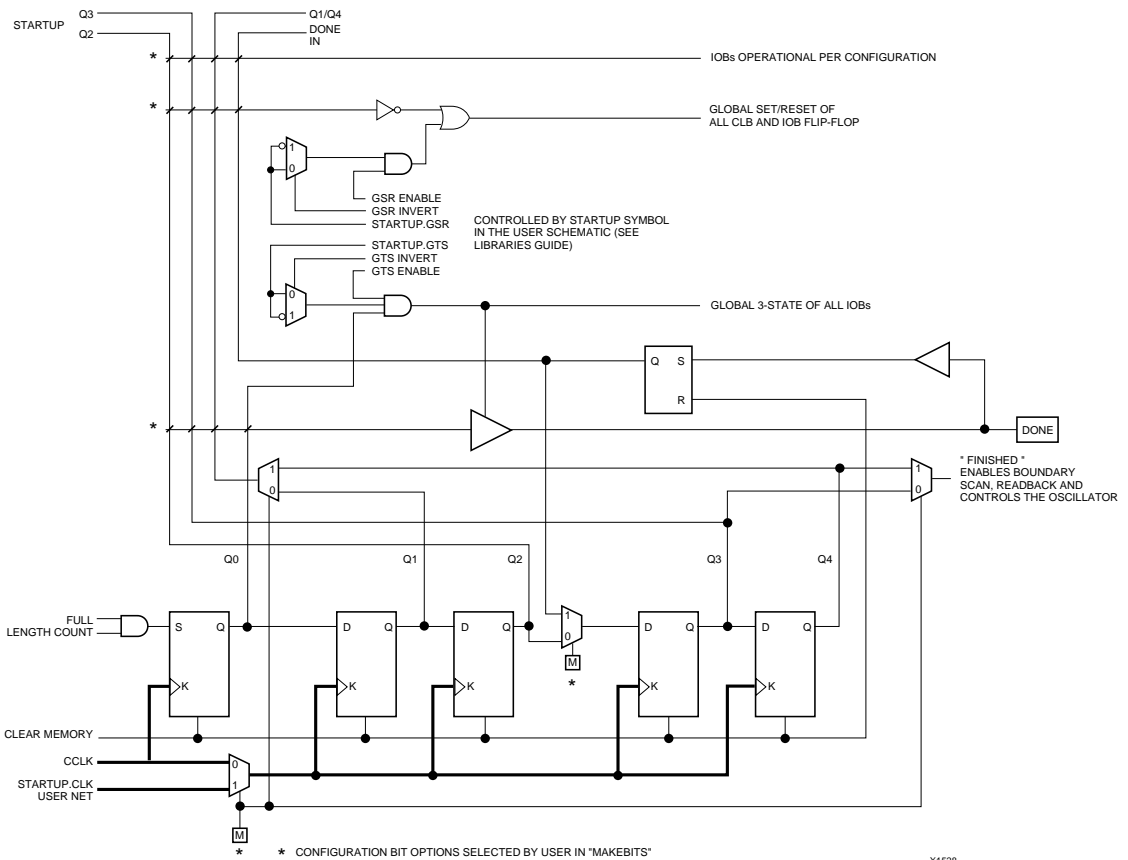 Q3
Q1/Q4
STARTUP
Q2
DONE
IN
* IOBs OPERATIONAL PER CONFIGURATION
*
GLOBAL SET/RESET OF
ALL CLB AND IOB FLIP-FLOP
1
0
GSR ENABLE
GSR INVERT
STARTUP.GSR
CONTROLLED BY STARTUP SYMBOL
IN THE USER SCHEMATIC (SEE
LIBRARIES GUIDE)
STARTUP.GTS
GTS INVERT
GTS ENABLE
0
1
GLOBAL 3-STATE OF ALL IOBs
Q S
R
*
DONE
1
0
1
0
" FINISHED "
ENABLES BOUNDARY
SCAN, READBACK AND
CONTROLS THE OSCILLATOR
Q0 Q1 Q2 Q3 Q4
FULL
LENGTH COUNT
S Q
K
D Q
K
D Q
K
1
0
M
*
D Q
K
D Q
K
CLEAR MEMORY
CCLK
STARTUP.CLK
USER NET
0
1
M
*
* CONFIGURATION BIT OPTIONS SELECTED BY USER IN "MAKEBITS"